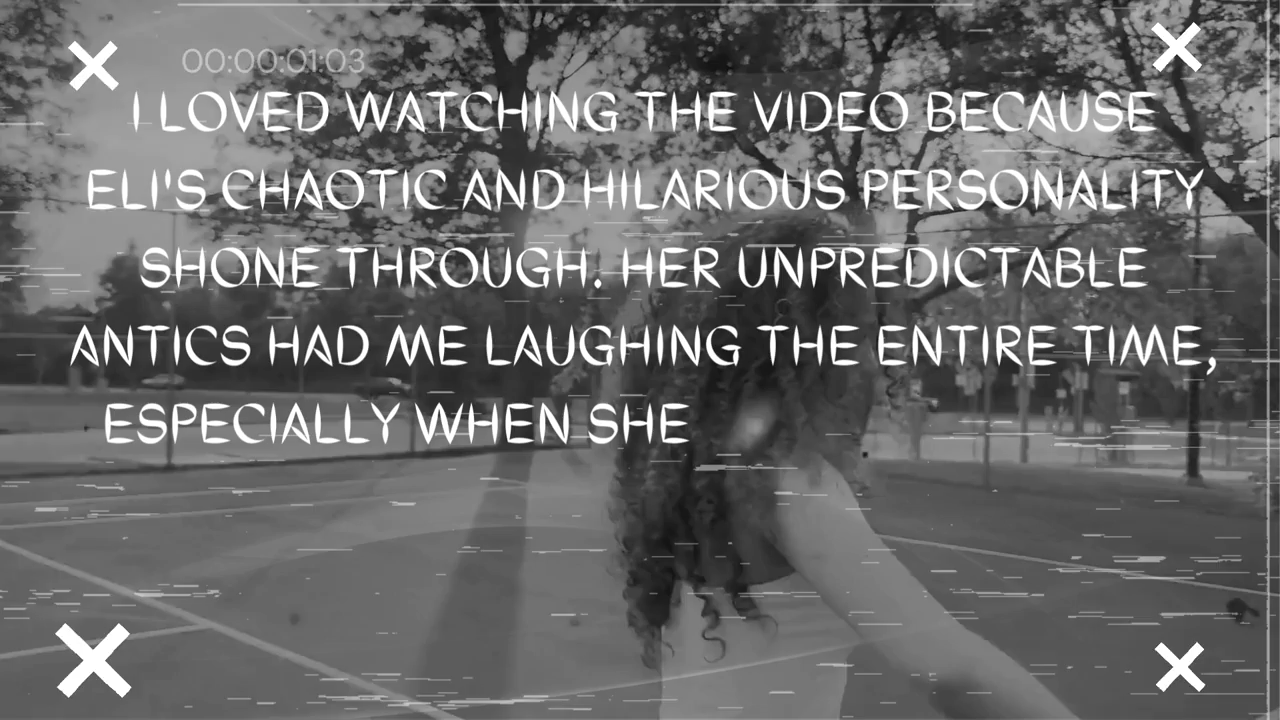 00:00:01:03
I LOVED WATCHING THE VIDEO BECAUSE
ELI'S CHAOTIC AND HILARIOUS PERSONALITY
SHONE THROUGH. HER UNPREDICTABLE
ANTICS HAD ME LAUGHING THE ENTIRE TIME,
ESPECIALLY WHEN SHE